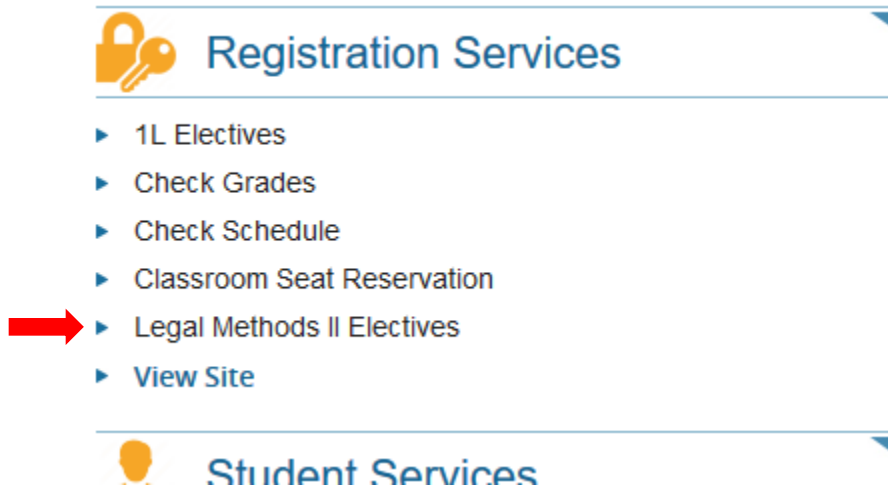 Registration Services
1L Electives
Check Grades
Check Schedule
Classroom Seat Reservation
Legal Methods II Electives
View Site
Student Services